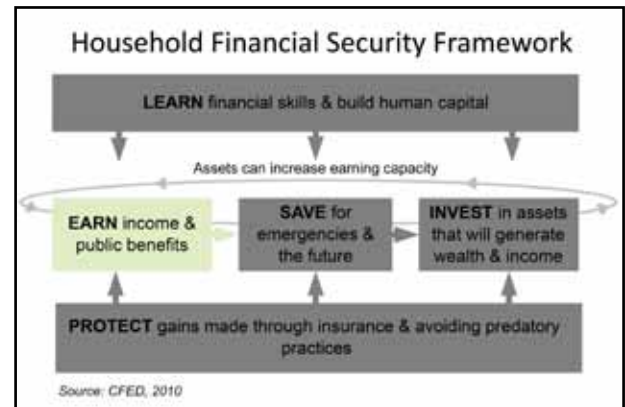 Household Financial Security Framework
LEARN financial skills & build human capital
Assets can increase earning capacity
EARN income &
public benefits
SAVE for
emergencies &
the future
INVEST in assets
that will generate
wealth & income
PROTECT gains made through insurance & avoiding predatory
practices
Source: CFED, 2010